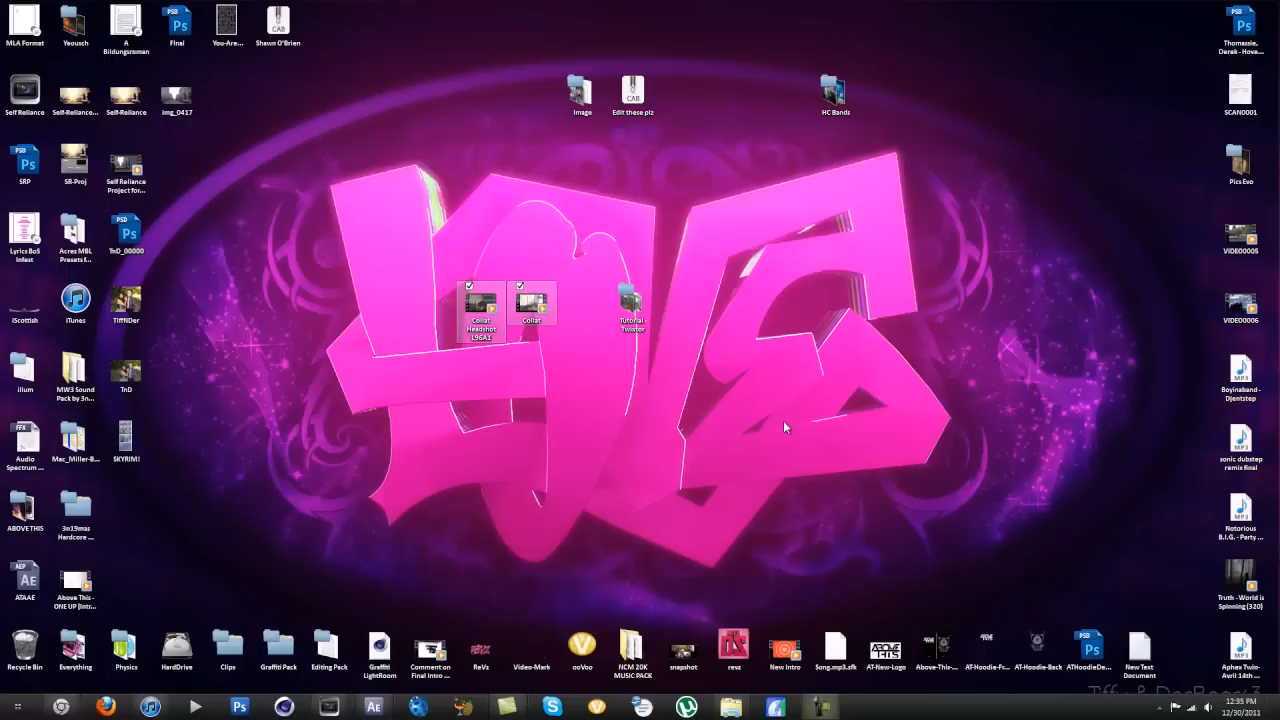 MLA Format
Yeousch
A
Bildungsroman
Final
You-Are...
Shawn O'Brien
Image
Edit these plz
HC Bands
Thomassie,
Derek - Hova...
Self Reliance
Self-Reliance...
Self-Reliance
img_0417
SCAN0001
SRP
SR-Proj
Self Reliance
Project for...
Pics Evo
Lyrics BoS
Infest
Acrez MBL
Presets f...
TnD_00000
VIDEO0005
iScottish
iTunes
TiffNDer
Collat
Headshot
L96A1
Collat
Tutorial -
Twixtor
VIDEO0006
illum
MW3 Sound
Pack by 3n...
TnD
Boyinaband -
Djentstep
Audio
Spectrum ...
Mac_Miller-B...
SKYRIM!
sonic dubstep
remix final
ABOVE THIS
3n19mas
Hardcore ...
Notorious
B.I.G. - Party ...
ATAAE
Above This -
ONE UP [Intr...
Truth - World is
Spinning (320)
Recycle Bin
Everything
Physics
HardDrive
Clips
Graffiti Pack
Editing Pack
Graffiti
LightRoom
Comment on
Final Intro ...
ReVz
Video-Mark
ooVoo
NCM 20K
MUSIC PACK
snapshot
revz
New Intro
Song.mp3.sfk
AT-New-Logo
Above-This-...
AT-Hoodie-Fr...
AT-Hoodie-Back
ATHoodieDe...
New Text
Document
Aphex Twin-
Avril 14th ...
12:35 PM
12/30/2011